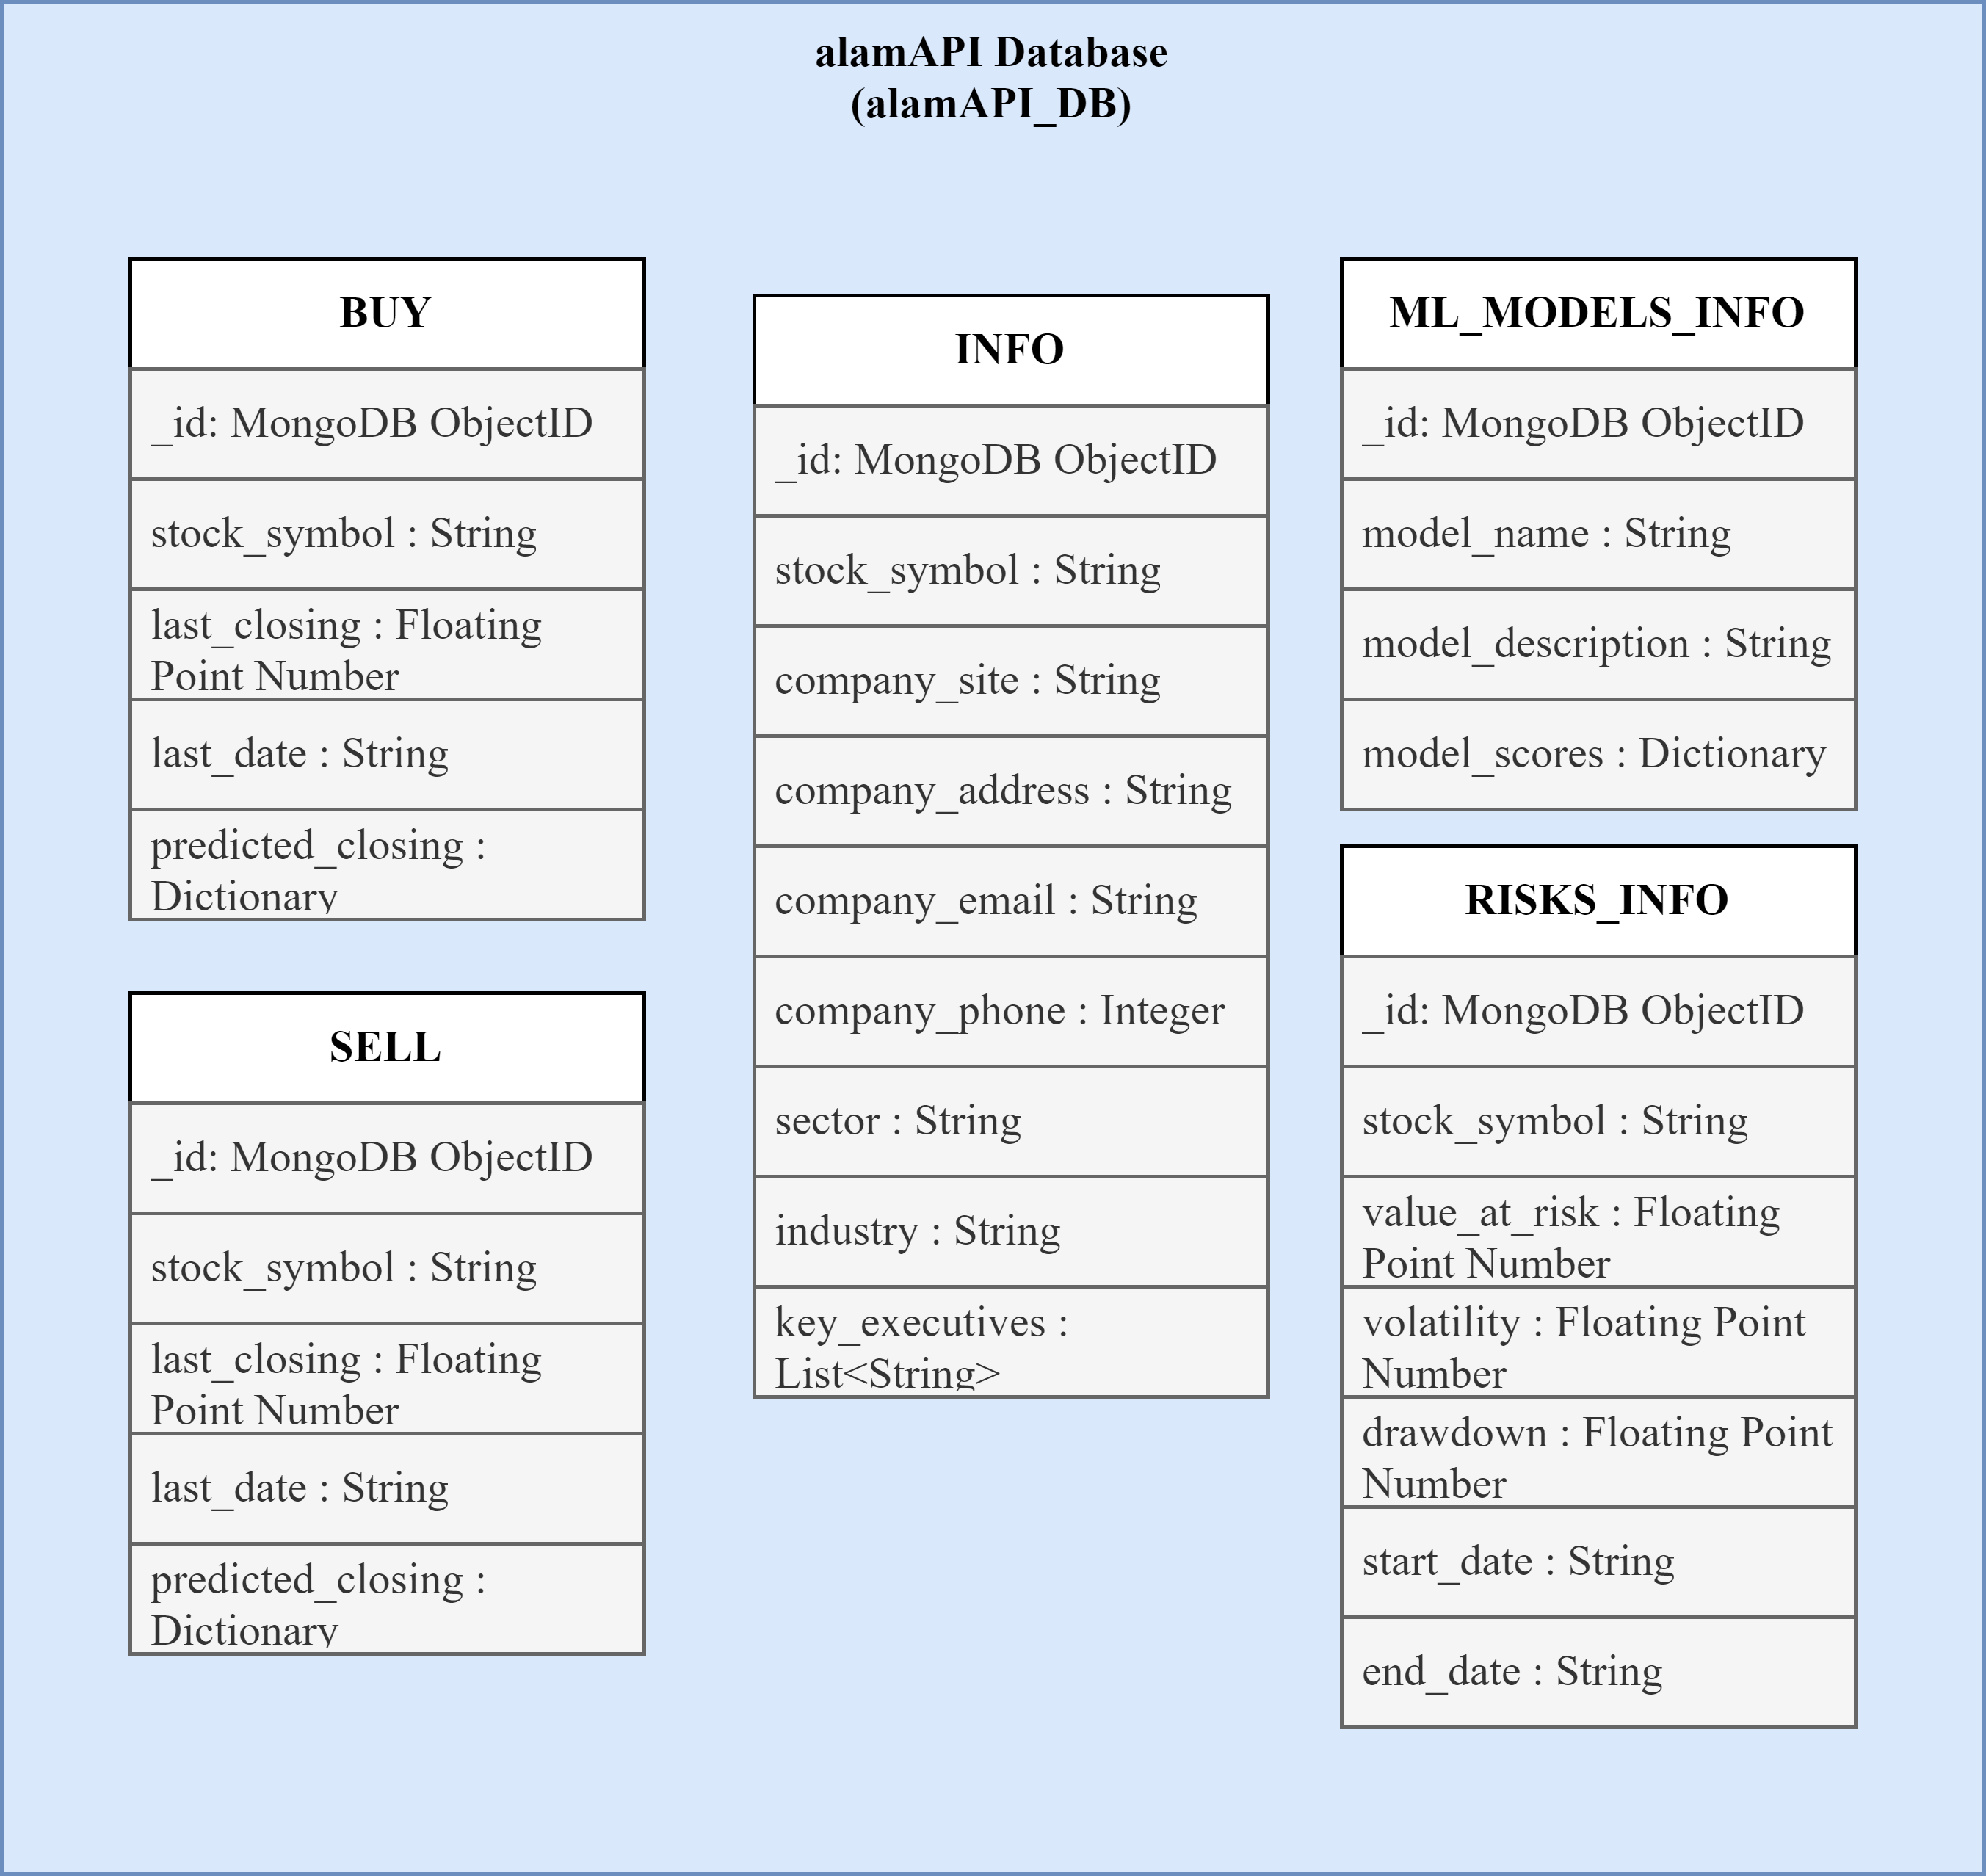 alamAPI Database
(alamAPI_DB)
BUY
_id: MongoDB ObjectID
stock_symbol : String
last_closing : Floating
Point Number
last_date : String
predicted_closing :
Dictionary
SELL
_id: MongoDB ObjectID
stock_symbol : String
last_closing : Floating
Point Number
last_date : String
predicted_closing :
Dictionary
INFO
_id: MongoDB ObjectID
stock_symbol : String
company_site : String
company_address : String
company_email : String
company_phone : Integer
sector : String
industry : String
key_executives :
List<String>
ML_MODELS_INFO
_id: MongoDB ObjectID
model_name : String
model_description : String
model_scores : Dictionary
RISKS_INFO
_id: MongoDB ObjectID
stock_symbol : String
value_at_risk : Floating
Point Number
volatility : Floating Point
Number
drawdown : Floating Point
Number
start_date : String
end_date : String